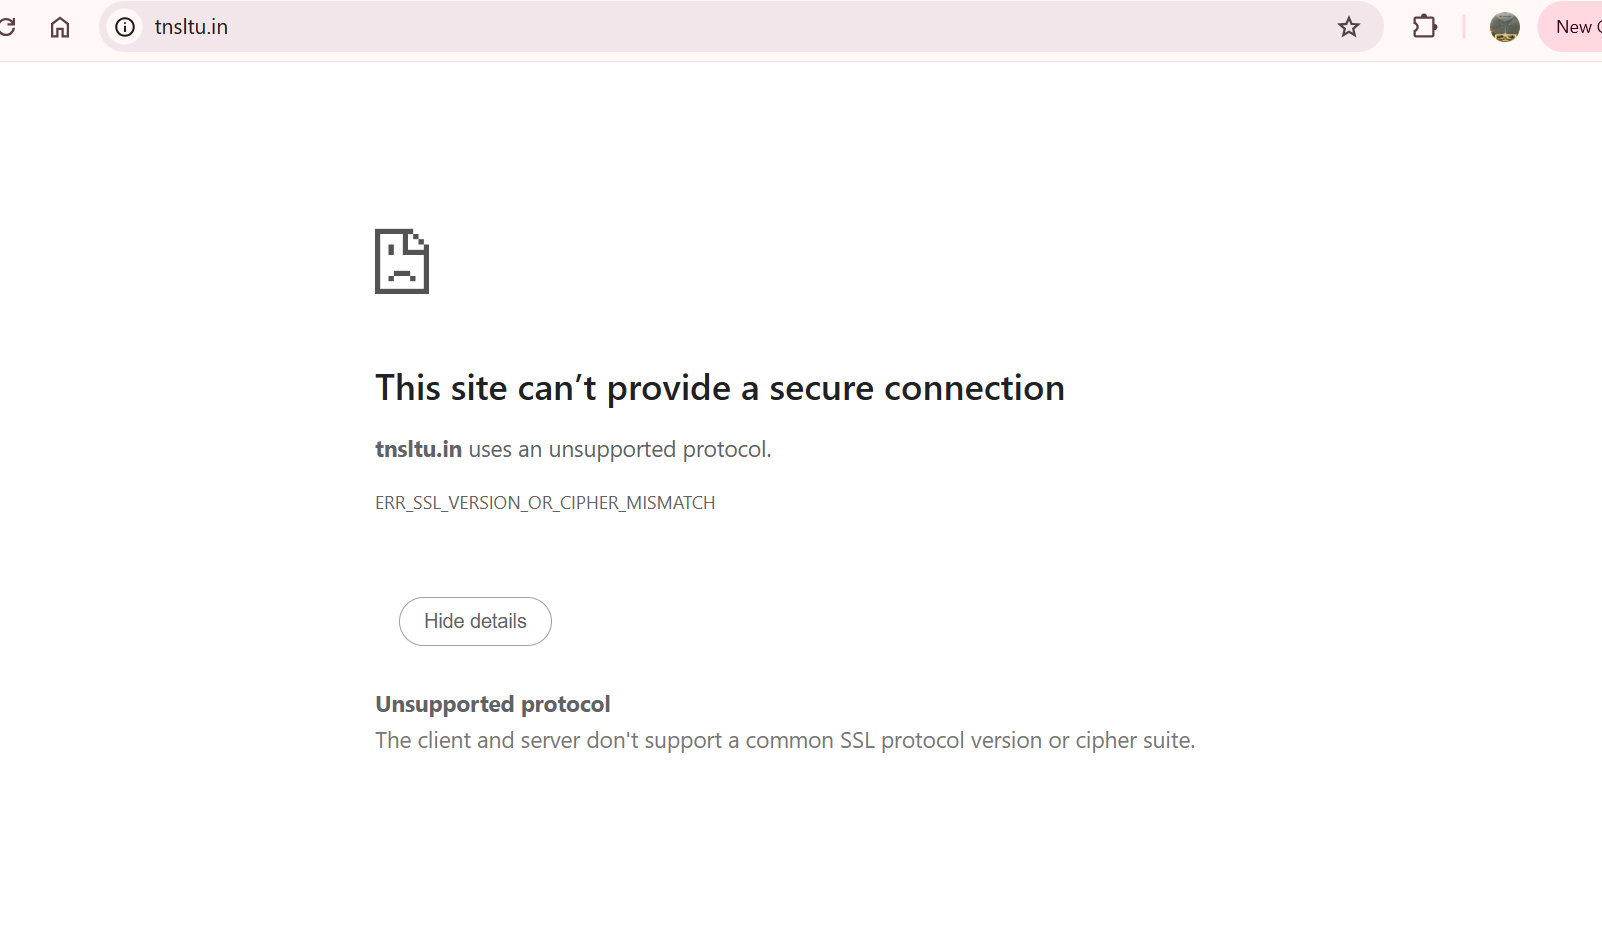 tnsltu.in
New
This site can’t provide a secure connection
tnsltu.in uses an unsupported protocol.
ERR_SSL_VERSION_OR_CIPHER_MISMATCH
Hide details
Unsupported protocol
The client and server don't support a common SSL protocol version or cipher suite.